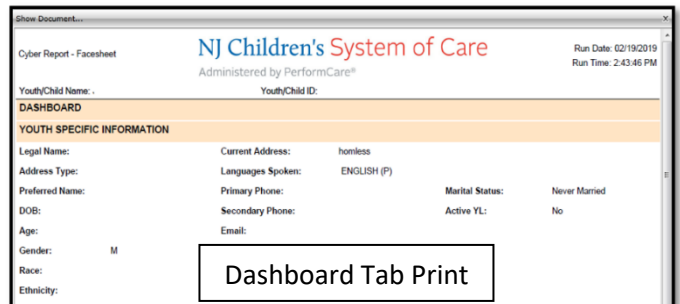 Show Document... x
Cyber Report - Facesheet NJ Children's System of Care Run Date: 02/19/2019
Administered by PerformCare® Run Time: 2:43:46 PM
Youth/Child Name: . Youth/Child ID:
DASHBOARD
YOUTH SPECIFIC INFORMATION
Legal Name: Current Address: homless
Address Type: Languages Spoken: ENGLISH (P)
Preferred Name: Primary Phone: Marital Status: Never Married
DOB: Secondary Phone: Active YL: No
Age: Email:
Gender: M
Race:
Ethnicity:
Dashboard Tab Print